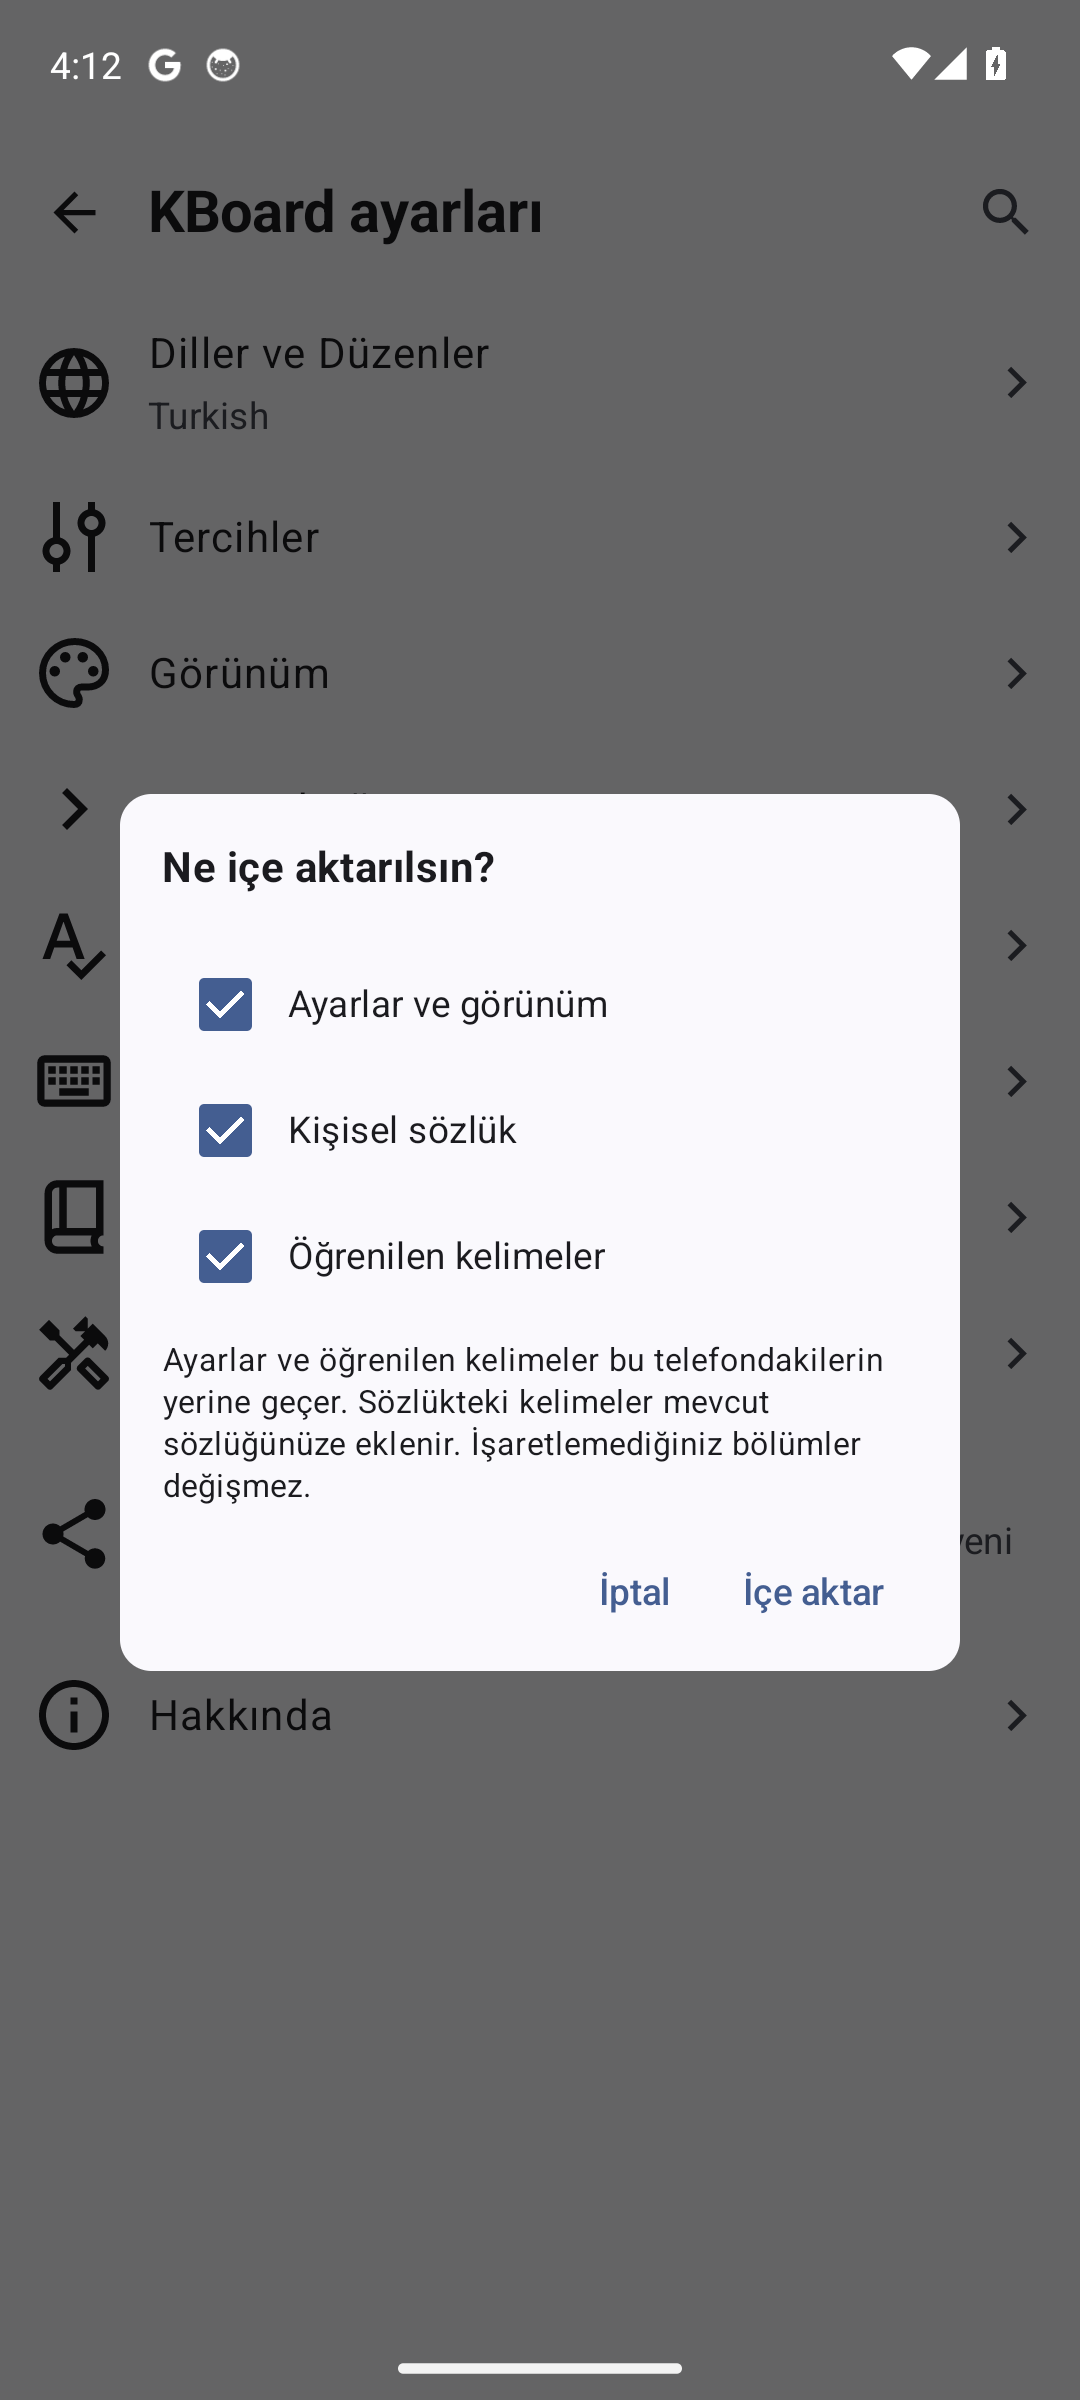 4:12
KBoard ayarları
Diller ve Düzenler
Turkish
Tercihler
Görünüm
Ne içe aktarılsın?
Ayarlar ve görünüm
Kişisel sözlük
Öğrenilen kelimeler
Ayarlar ve öğrenilen kelimeler bu telefondakilerin
yerine geçer. Sözlükteki kelimeler mevcut
sözlüğünüze eklenir. İşaretlemediğiniz bölümler
değişmez.
yeni
İptal İçe aktar
Hakkında